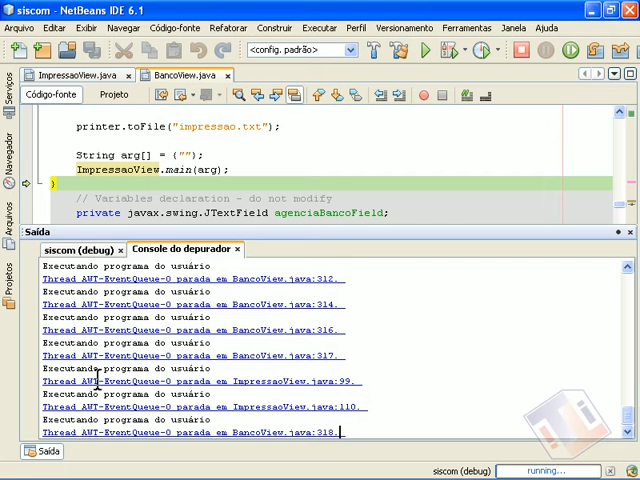 siscom - NetBeans IDE 6.1
Arquivo Editar Exibir Navegar Código-fonte Refatorar Construir Executar Perfil Versionamento Ferramentas Janela Ajuda
<config. padrão>
ImpressaoView.java × BancoView.java ×
Código-fonte Projeto
Serviços
Navegador
Arquivos
Projetos
printer.toFile("impressao.txt");
String arg[] = {""};
ImpressaoView.main(arg);
}
// Variables declaration - do not modify
private javax.swing.JTextField agenciaBancoField;
Saída
siscom (debug) × Console do depurador ×
Executando programa do usuário
Thread AWT-EventQueue-0 parada em BancoView.java:312.
Executando programa do usuário
Thread AWT-EventQueue-0 parada em BancoView.java:314.
Executando programa do usuário
Thread AWT-EventQueue-0 parada em BancoView.java:316.
Executando programa do usuário
Thread AWT-EventQueue-0 parada em BancoView.java:317.
Executando programa do usuário
Thread AWT-EventQueue-0 parada em ImpressaoView.java:99.
Executando programa do usuário
Thread AWT-EventQueue-0 parada em ImpressaoView.java:110.
Executando programa do usuário
Thread AWT-EventQueue-0 parada em BancoView.java:318.
Saída
siscom (debug) running...